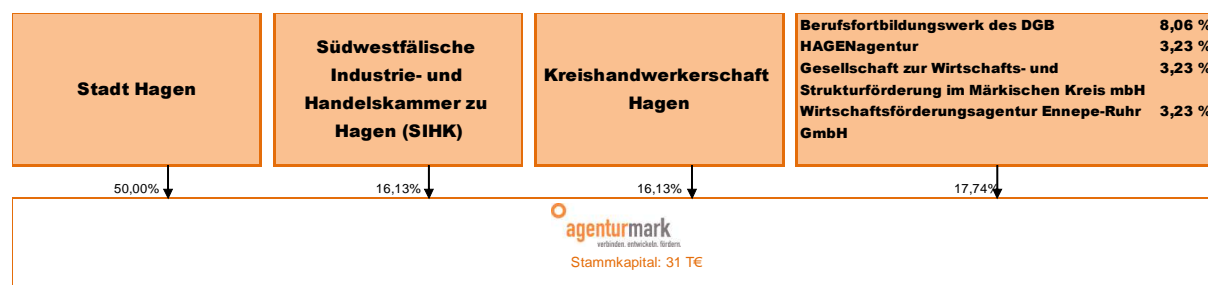 Stadt Hagen
Südwestfälische
Industrie- und
Handelskammer zu
Hagen (SIHK)
Kreishandwerkerschaft
Hagen
Berufsfortbildungswerk des DGB 8,06 %
HAGENagentur 3,23 %
Gesellschaft zur Wirtschafts- und 3,23 %
Strukturförderung im Märkischen Kreis mbH
Wirtschaftsförderungsagentur Ennepe-Ruhr 3,23 %
GmbH
50,00% 16,13% 16,13% 17,74%
agenturmark
verbinden. entwickeln. fördern.
Stammkapital: 31 T€